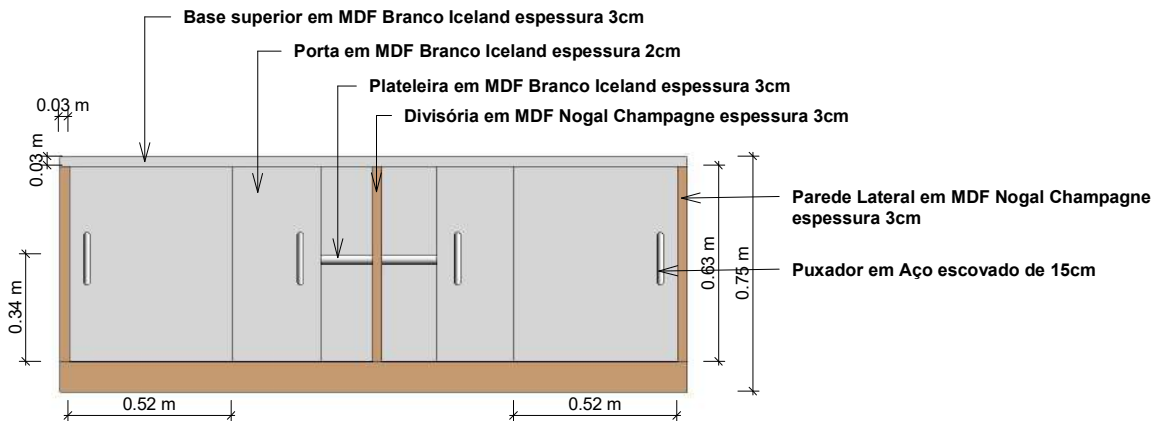 Base superior em MDF Branco Iceland espessura 3cm
Porta em MDF Branco Iceland espessura 2cm
Plateleira em MDF Branco Iceland espessura 3cm
0.03 m
Divisória em MDF Nogal Champagne espessura 3cm
0.03 m
Parede Lateral em MDF Nogal Champagne
espessura 3cm
0.63 m
0.75 m
Puxador em Aço escovado de 15cm
0.34 m
0.52 m
0.52 m